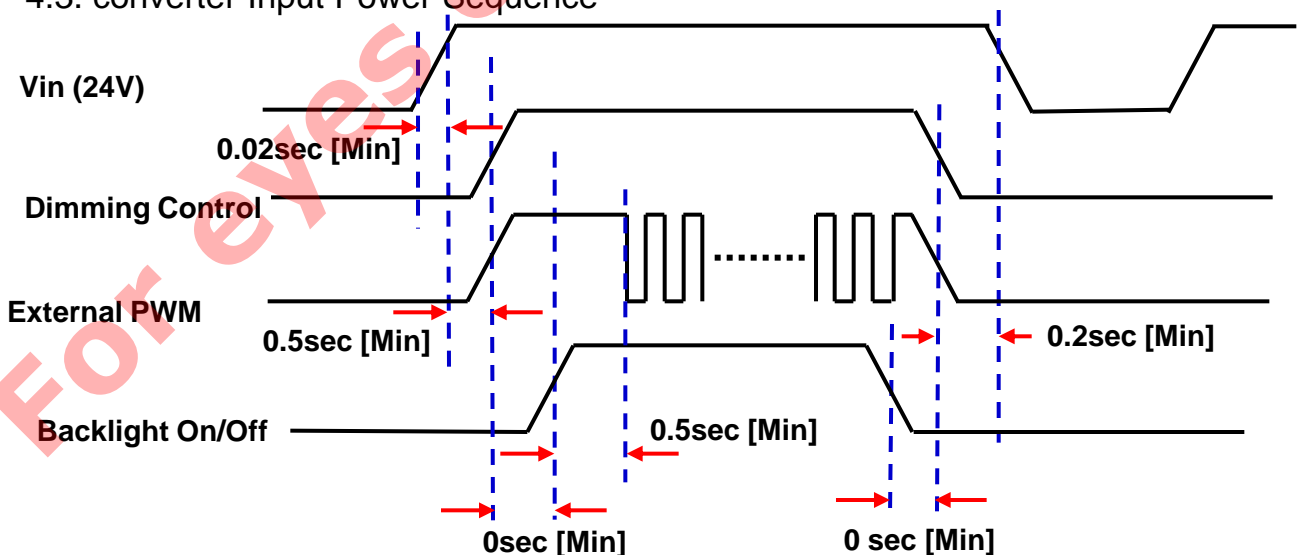 4.3. converter Input Power Sequence
Vin (24V)
0.02sec [Min]
Dimming Control
External PWM
0.5sec [Min]
0.2sec [Min]
Backlight On/Off
0.5sec [Min]
0sec [Min]
0 sec [Min]
For eyes